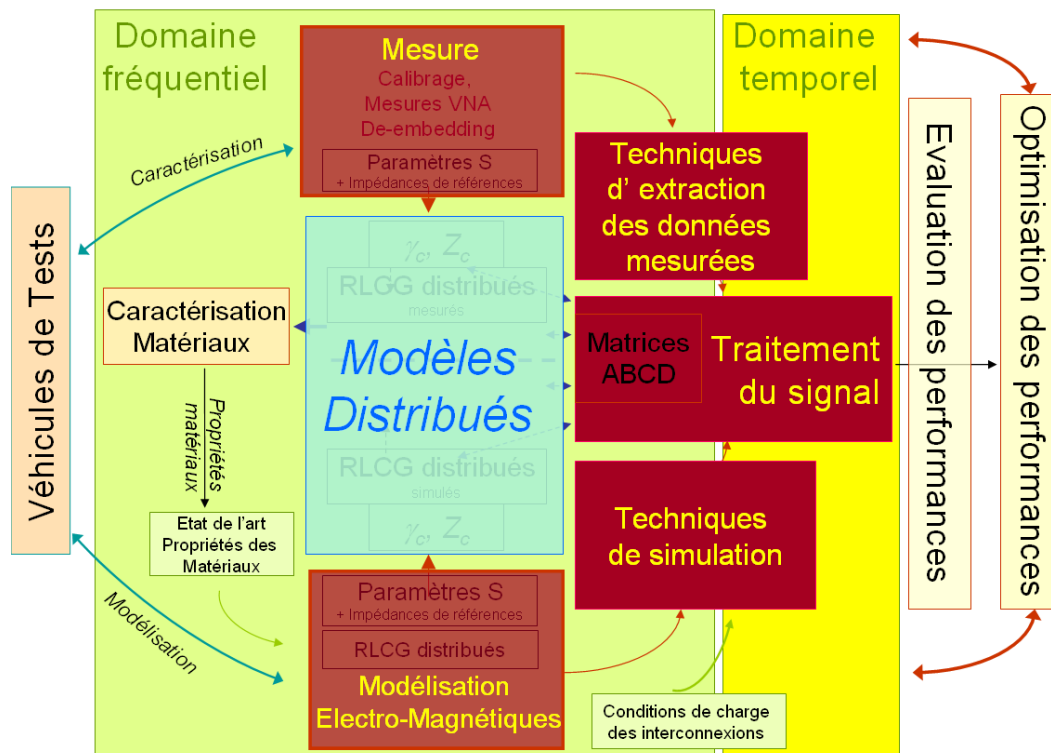 Domaine
fréquentiel
Mesure
Calibrage,
Mesures VNA
De-embedding
Paramètres S
+ Impédances de références
Domaine
temporel
Caractérisation
Techniques
d' extraction
des données
mesurées
Véhicules de Tests
γc, Zc
RLGG distribués
mesurés
Caractérisation
Matériaux
Modèles
Distribués
Matrices
ABCD
Traitement
du signal
Evaluation des performances
Optimisation des performances
Propriétés
matériaux
RLCG distribués
simulés
γc, Zc
Etat de l'art
Propriétés des
Matériaux
Techniques
de simulation
Modélisation
Paramètres S
+ Impédances de références
RLCG distribués
Modélisation
Electro-Magnétiques
Conditions de charge
des interconnexions